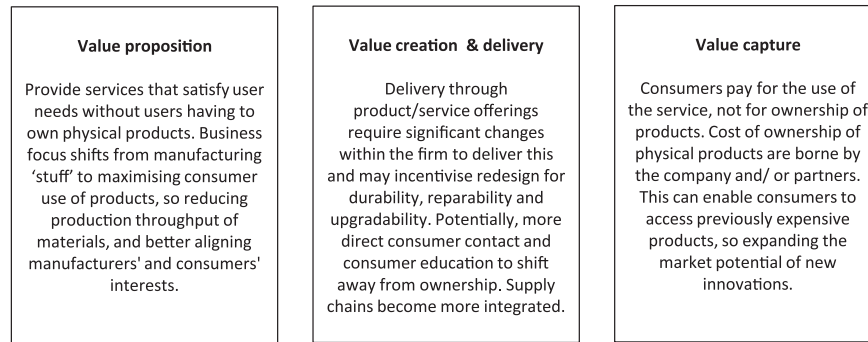 Value proposition
Provide services that satisfy user
needs without users having to
own physical products. Business
focus shifts from manufacturing
‘stuff’ to maximising consumer
use of products, so reducing
production throughput of
materials, and better aligning
manufacturers' and consumers'
interests.
Value creation & delivery
Delivery through
product/service offerings
require significant changes
within the firm to deliver this
and may incentivise redesign for
durability, reparability and
upgradability. Potentially, more
direct consumer contact and
consumer education to shift
away from ownership. Supply
chains become more integrated.
Value capture
Consumers pay for the use of
the service, not for ownership of
products. Cost of ownership of
physical products are borne by
the company and/ or partners.
This can enable consumers to
access previously expensive
products, so expanding the
market potential of new
innovations.